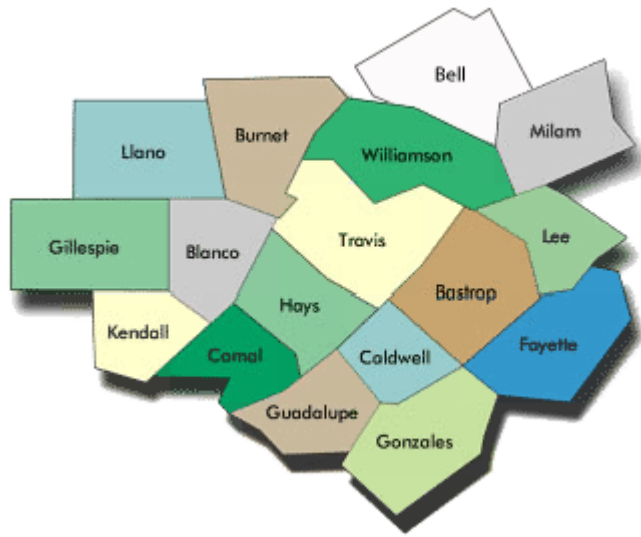 Bell
Milam
Burnet
Llano
Williamson
Travis
Lee
Gillespie
Blanco
Hays
Bastrop
Kendall
Comal
Caldwell
Fayette
Guadalupe
Gonzales